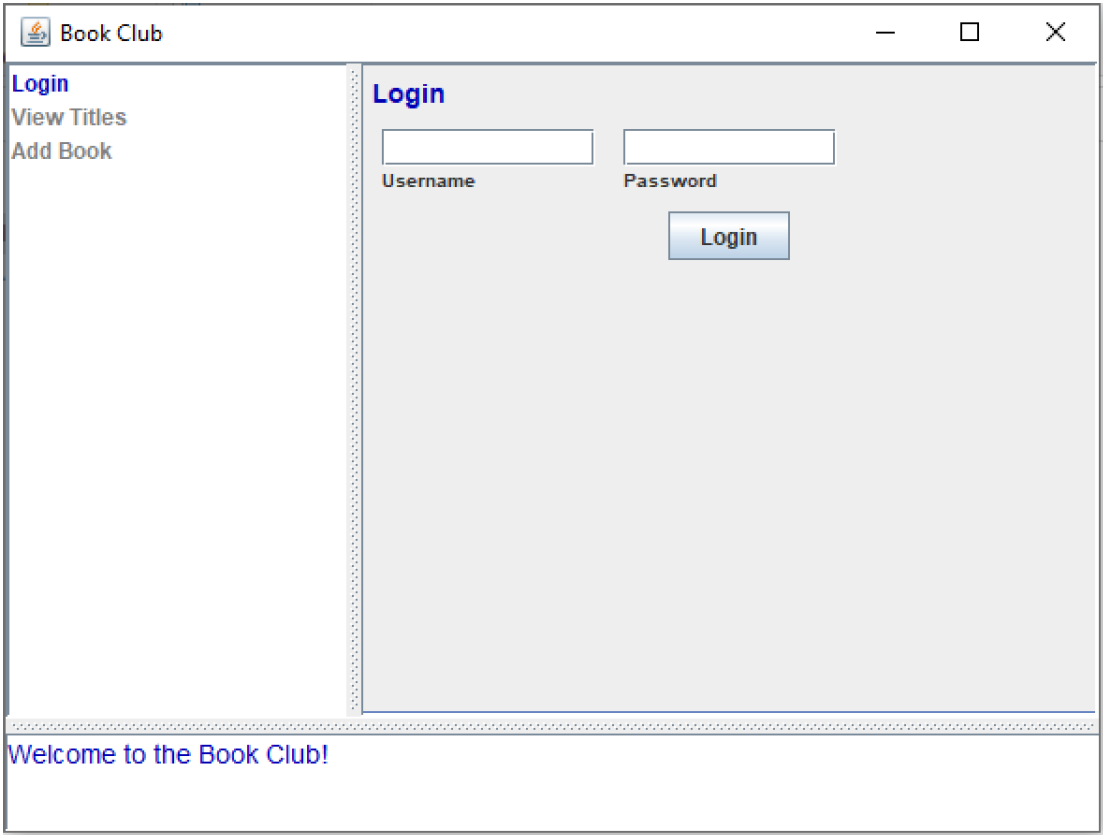 Book Club
Login
View Titles
Add Book
Login
Username Password
Login
Welcome to the Book Club!